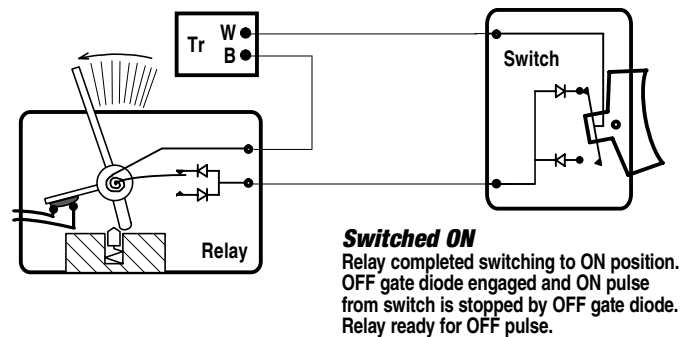 Tr W
B
Switch
Relay
Switched ON
Relay completed switching to ON position.
OFF gate diode engaged and ON pulse
from switch is stopped by OFF gate diode.
Relay ready for OFF pulse.